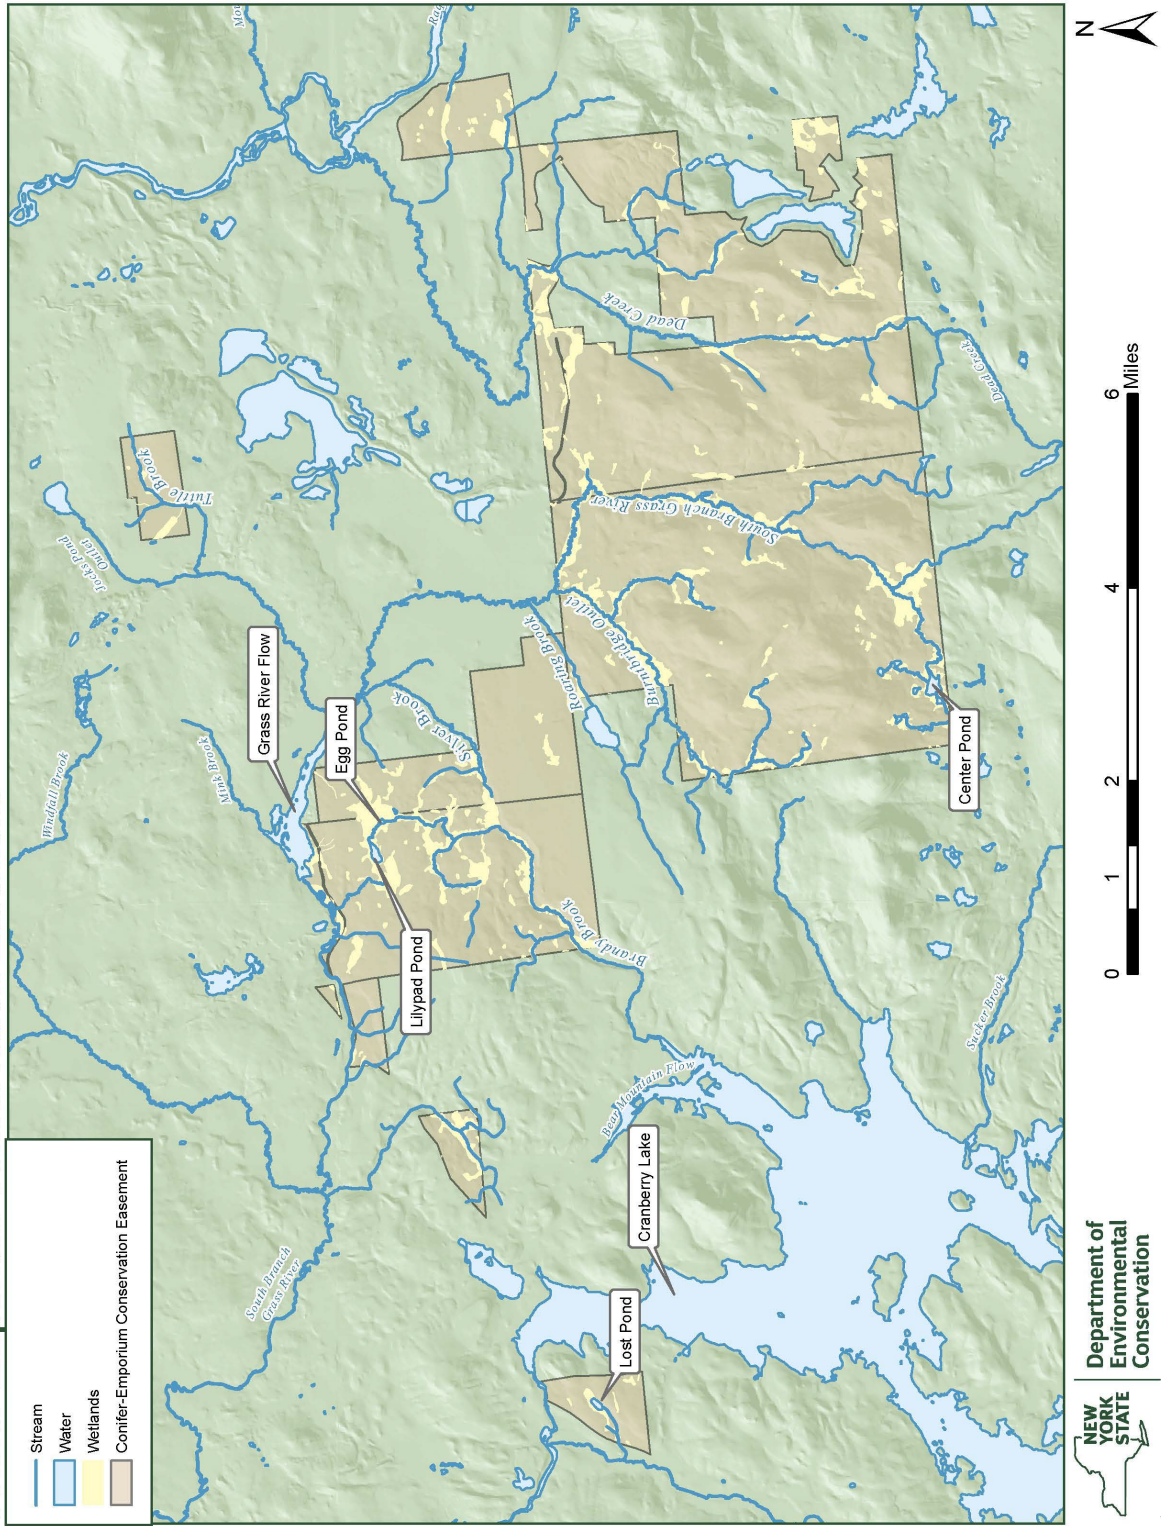 Stream
Water
Wetlands
Conifer-Emporium Conservation Easement
Mou
Raq
Windfall Brook
Jocks Pond
Outlet
Tuttle Brook
Mink Brook
Grass River Flow
Egg Pond
Silver Brook
Lilypad Pond
South Branch
Grass River
Brandy Brook
Roaring Brook
Burntbridge Outlet
South Branch Grass River
Dead Creek
Dead Creek
Bear Mountain Flow
Cranberry Lake
Lost Pond
Center Pond
Sucker Brook
NEW
YORK
STATE
Department of
Environmental
Conservation
0 1 2 4 6
Miles
N